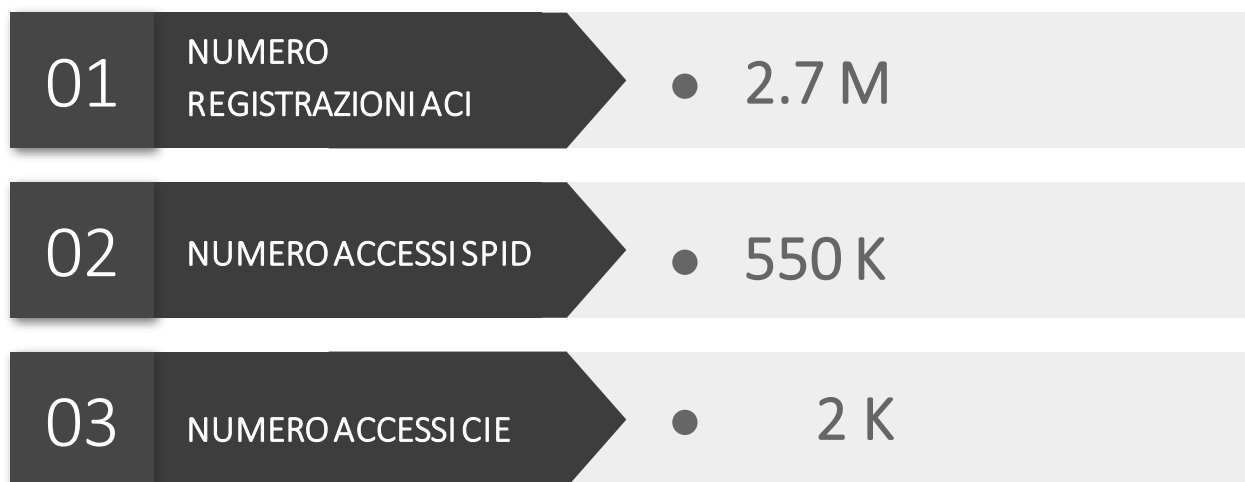 01
NUMERO
REGISTRAZIONI ACI
• 2.7 M
02
NUMERO ACCESSI SPID
• 550 K
03
NUMERO ACCESSI CIE
• 2 K